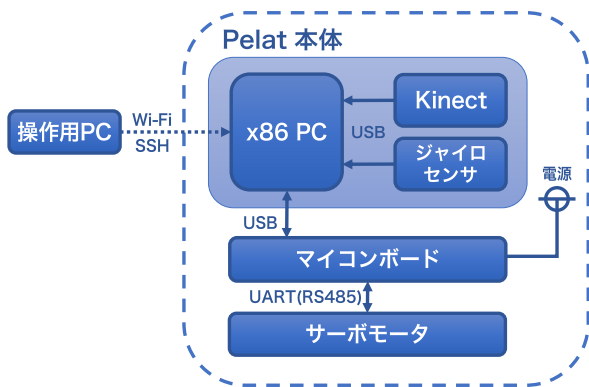 Pelat 本体
操作用PC
Wi-Fi
SSH
x86 PC
Kinect
USB
ジャイロ
センサ
電源
USB
マイコンボード
UART(RS485)
サーボモータ